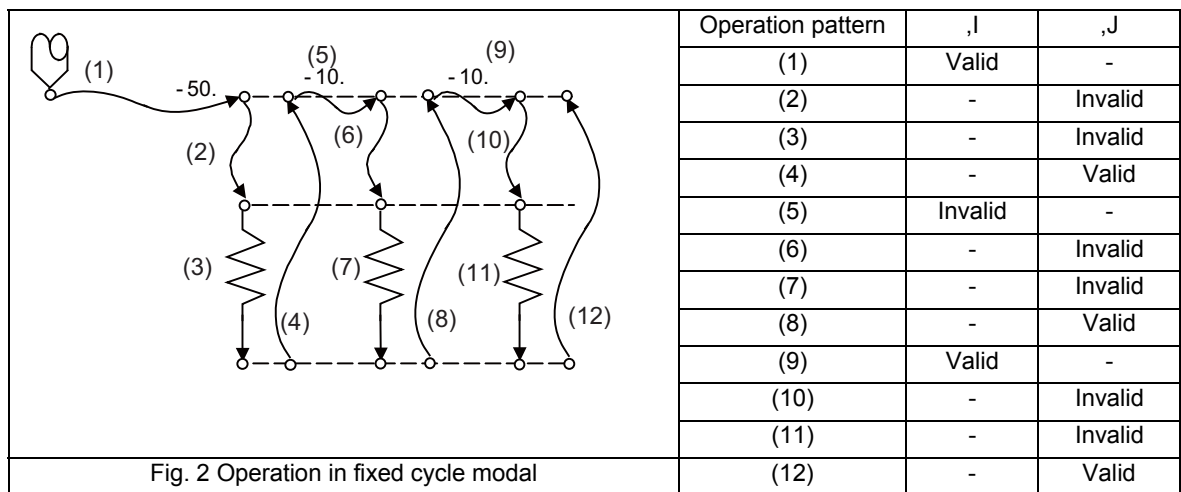 (1)
- 50.
(2)
(3)
(4)
(5)
- 10.
(6)
(7)
(8)
(9)
- 10.
(10)
(11)
(12)
Fig. 2 Operation in fixed cycle modal
Operation pattern ,I ,J
(1) Valid -
(2) - Invalid
(3) - Invalid
(4) - Valid
(5) Invalid -
(6) - Invalid
(7) - Invalid
(8) - Valid
(9) Valid -
(10) - Invalid
(11) - Invalid
(12) - Valid